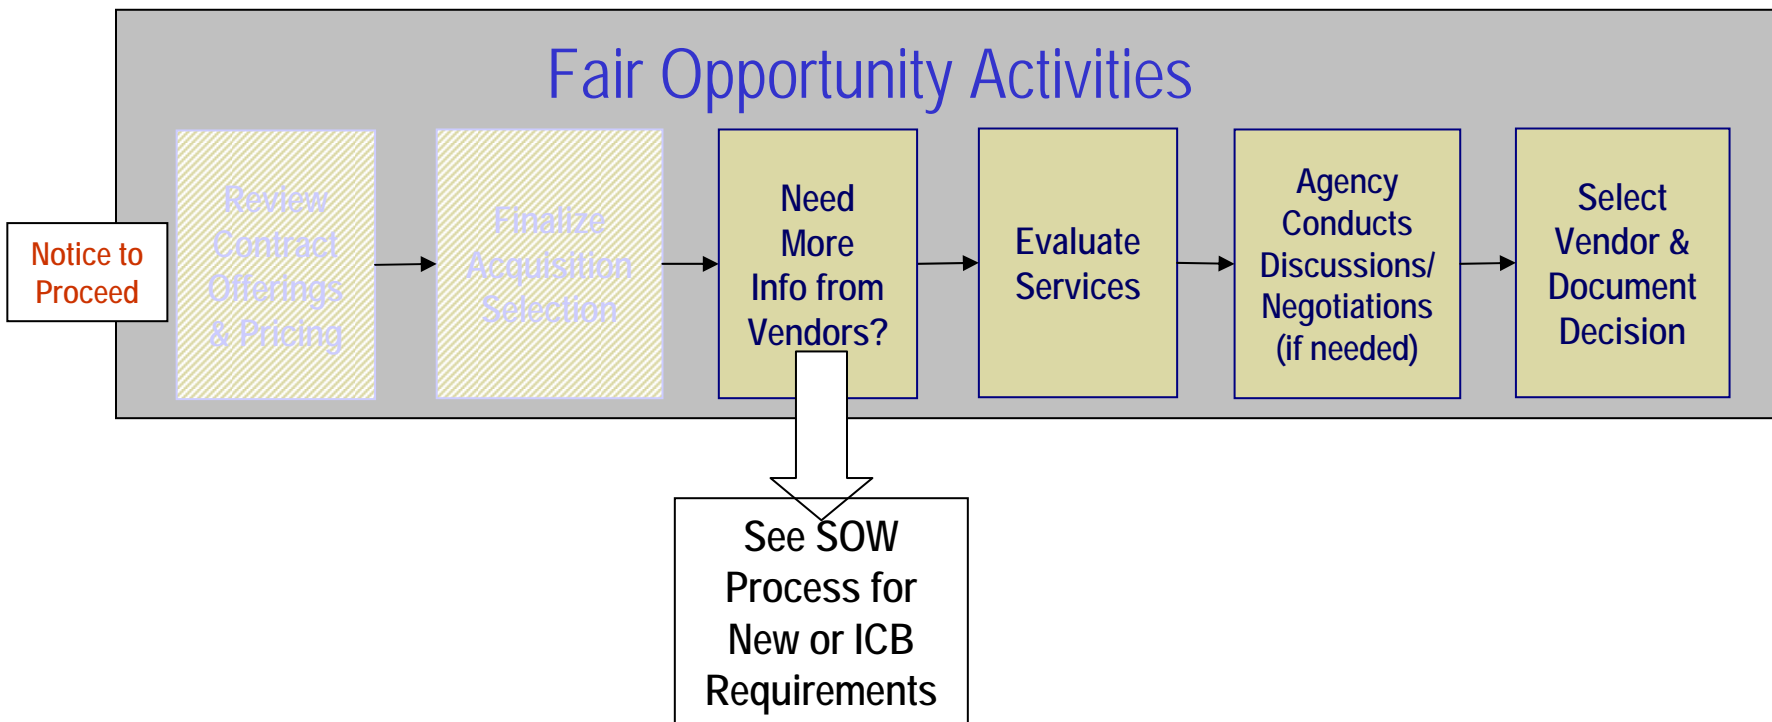 Fair Opportunity Activities
Notice to
Proceed
Review
Contract
Offerings
& Pricing
Finalize
Acquisition
Selection
Need
More
Info from
Vendors?
Evaluate
Services
Agency
Conducts
Discussions/
Negotiations
(if needed)
Select
Vendor &
Document
Decision
See SOW
Process for
New or ICB
Requirements